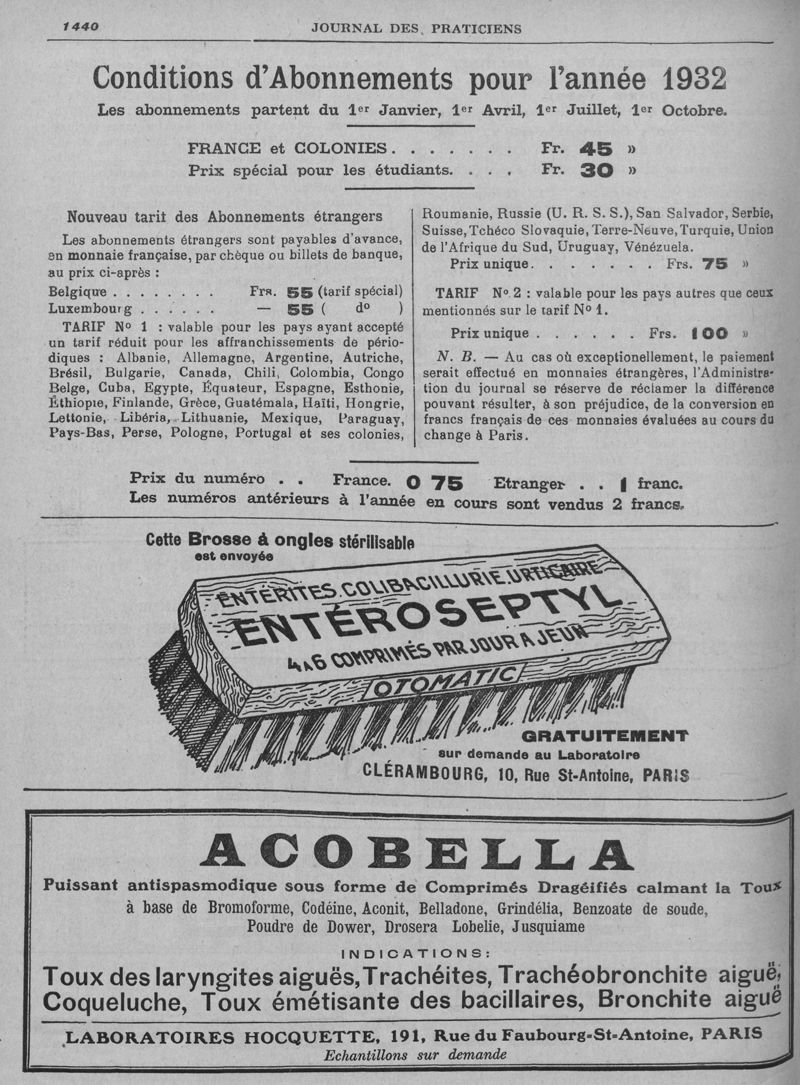 1440
JOURNAL DES PRATICIENS
Conditions d'Abonnements pour l'année 1932
Les abonnements partent du 1er Janvier, 1er Avril, 1er Juillet, 1er Octobre.
FRANCE et COLONIES. . . . . . . Fr. 45 »
Prix spécial pour les étudiants. . . . Fr. 30 »
Nouveau tarif des Abonnements étrangers
Les abonnements étrangers sont payables d'avance,
en monnaie française, par chèque ou billets de banque,
au prix ci-après :
Belgique . . . . . . . . Frs. 55 (tarif spécial)
Luxembourg . . . . . . — 55 ( do )
TARIF No 1 : valable pour les pays ayant accepté
un tarif réduit pour les affranchissements de pério-
diques : Albanie, Allemagne, Argentine, Autriche,
Brésil, Bulgarie, Canada, Chili, Colombia, Congo
Belge, Cuba, Egypte, Équateur, Espagne, Esthonie,
Éthiopie, Finlande, Grèce, Guatémala, Haïti, Hongrie,
Lettonie, Libéria, Lithuanie, Mexique, Paraguay,
Pays-Bas, Perse, Pologne, Portugal et ses colonies,
Roumanie, Russie (U. R. S. S.), San Salvador, Serbie,
Suisse, Tchéco Slovaquie, Terre-Neuve, Turquie, Union
de l'Afrique du Sud, Uruguay, Vénézuela.
Prix unique. . . . . . . Frs. 75 »
TARIF No 2 : valable pour les pays autres que ceux
mentionnés sur le tarif No 1.
Prix unique . . . . . . Frs. 100 »
N. B. — Au cas où exceptionellement, le paiement
serait effectué en monnaies étrangères, l'Administra-
tion du journal se réserve de réclamer la différence
pouvant résulter, à son préjudice, de la conversion en
francs français de ces monnaies évaluées au cours du
change à Paris.
Prix du numéro . . France. 0 75 Etranger . . 1 franc.
Les numéros antérieurs à l'année en cours sont vendus 2 francs.
Cette Brosse à ongles stérilisable
est envoyée
ENTÉRITES. COLIBACILLURIE. URTICAIRE
ENTÉROSEPTYL
4 à 6 COMPRIMÉS PAR JOUR A JEUN
OTOMATIC
GRATUITEMENT
sur demande au Laboratoire
CLÉRAMBOURG, 10, Rue St-Antoine, PARIS
ACOBELLA
Puissant antispasmodique sous forme de Comprimés Dragéifiés calmant la Toux
à base de Bromoforme, Codéine, Aconit, Belladone, Grindélia, Benzoate de soude,
Poudre de Dower, Drosera Lobelie, Jusquiame
INDICATIONS:
Toux des laryngites aiguës, Trachéites, Trachéobronchite aiguë,
Coqueluche, Toux émétisante des bacillaires, Bronchite aiguë
LABORATOIRES HOCQUETTE, 191, Rue du Faubourg-St-Antoine, PARIS
Echantillons sur demande